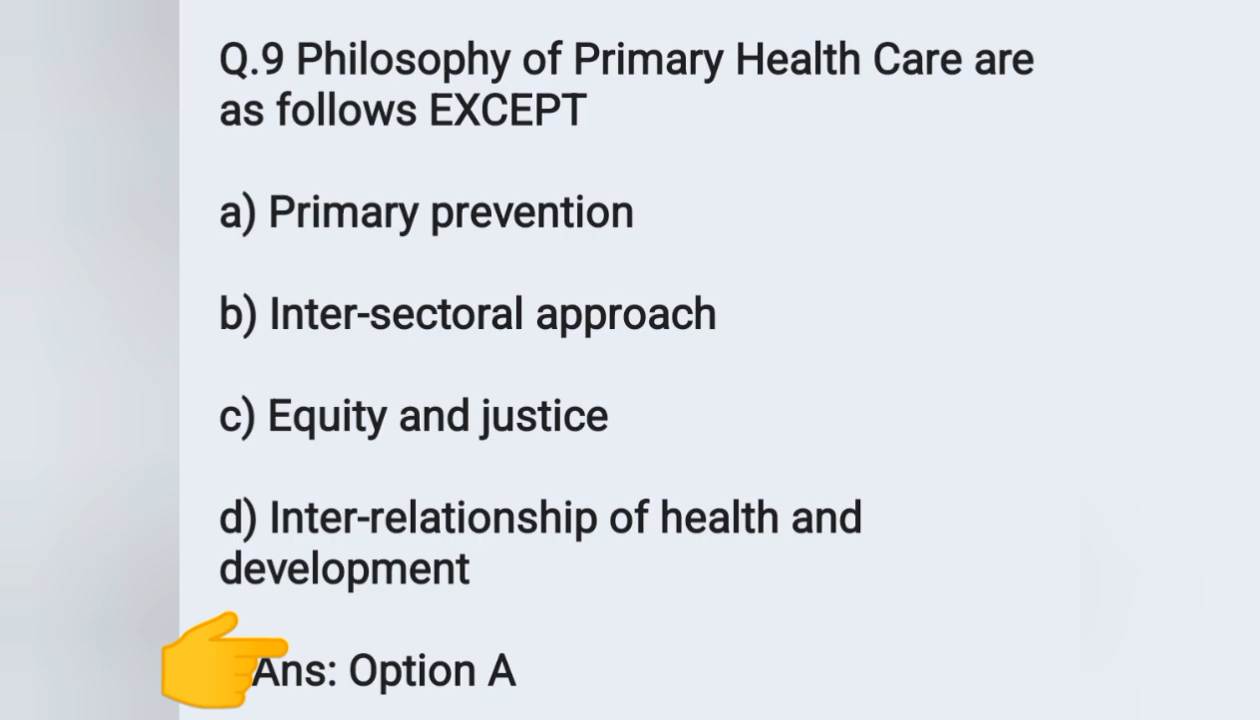 Q.9 Philosophy of Primary Health Care are
as follows EXCEPT
a) Primary prevention
b) Inter-sectoral approach
c) Equity and justice
d) Inter-relationship of health and
development
Ans: Option A